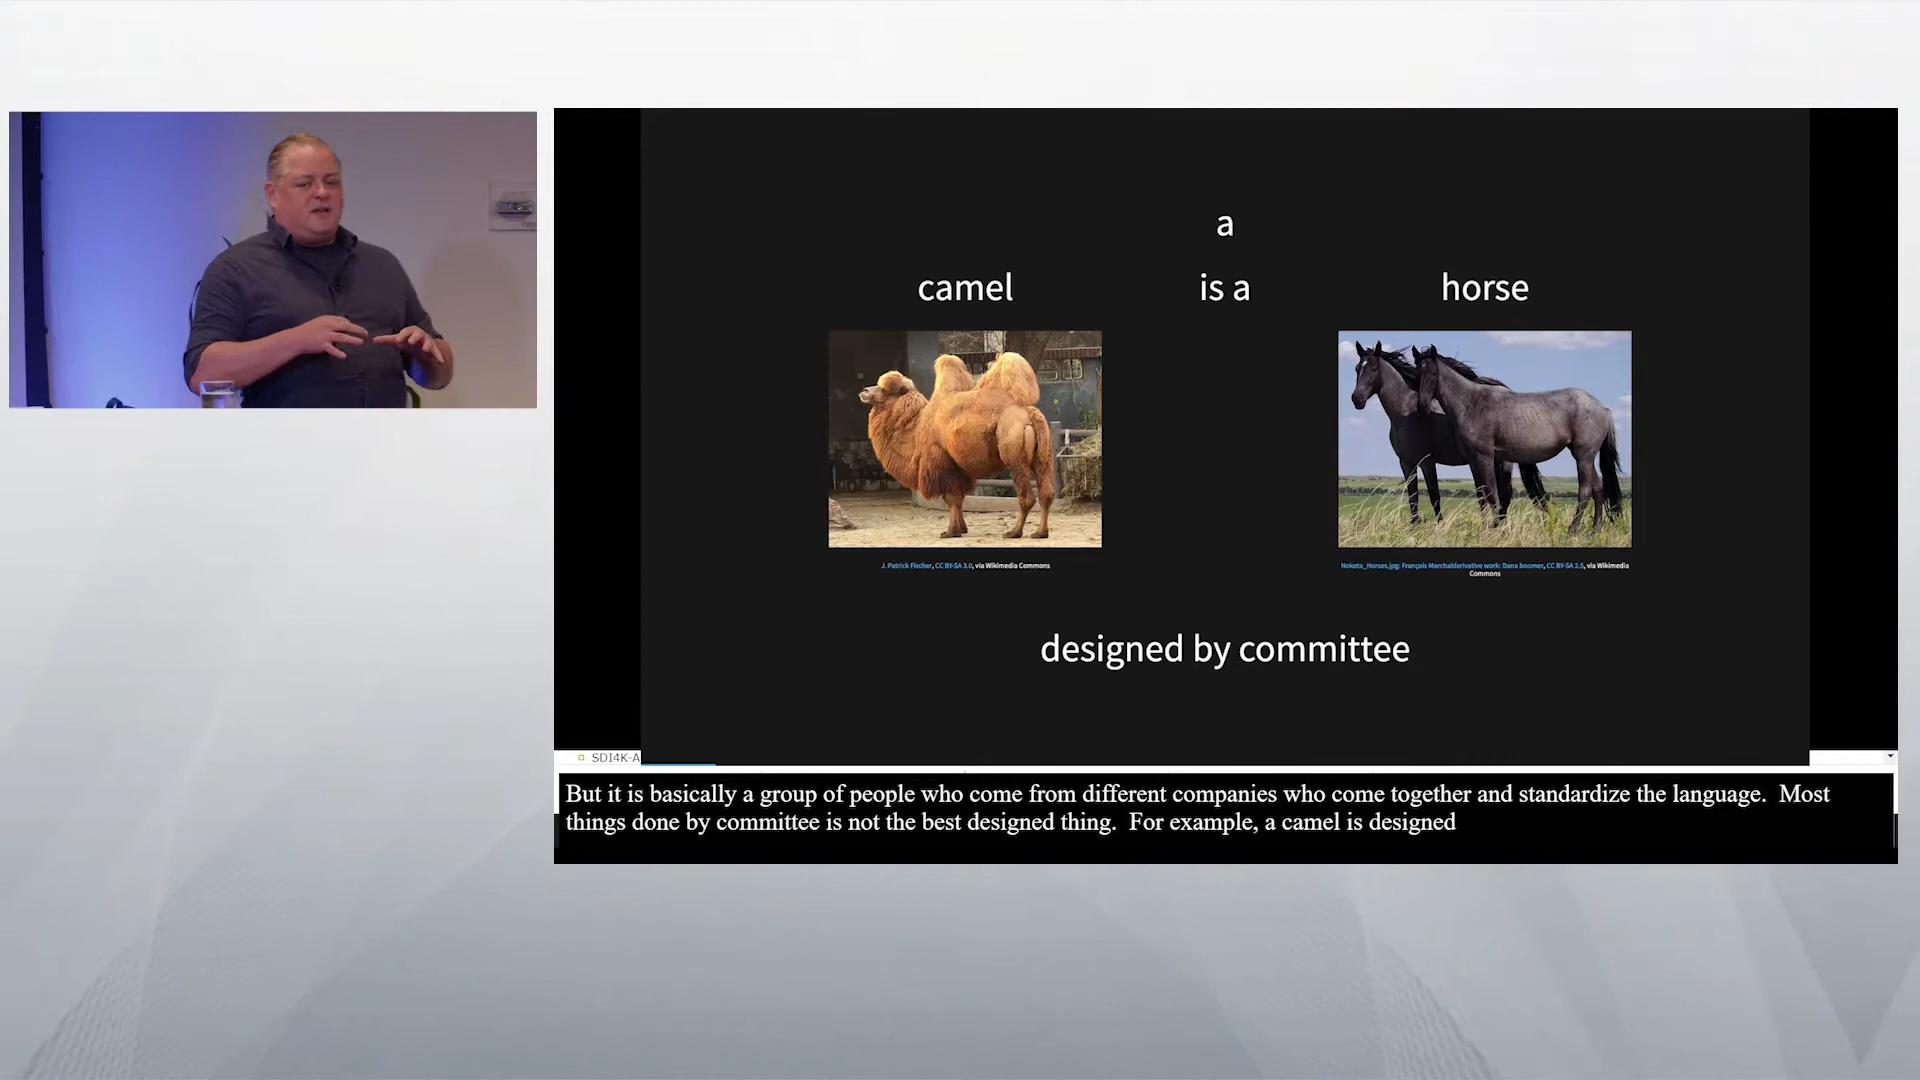 a
camel is a horse
J. Patrick Fischer, CC BY-SA 3.0, via Wikimedia Commons
Nokota_Horses.jpg: François Marchalderivative work: Dana boomer, CC BY-SA 2.5, via Wikimedia
Commons
designed by committee
SDI4K-A
But it is basically a group of people who come from different companies who come together and standardize the language.  Most
things done by committee is not the best designed thing.  For example, a camel is designed